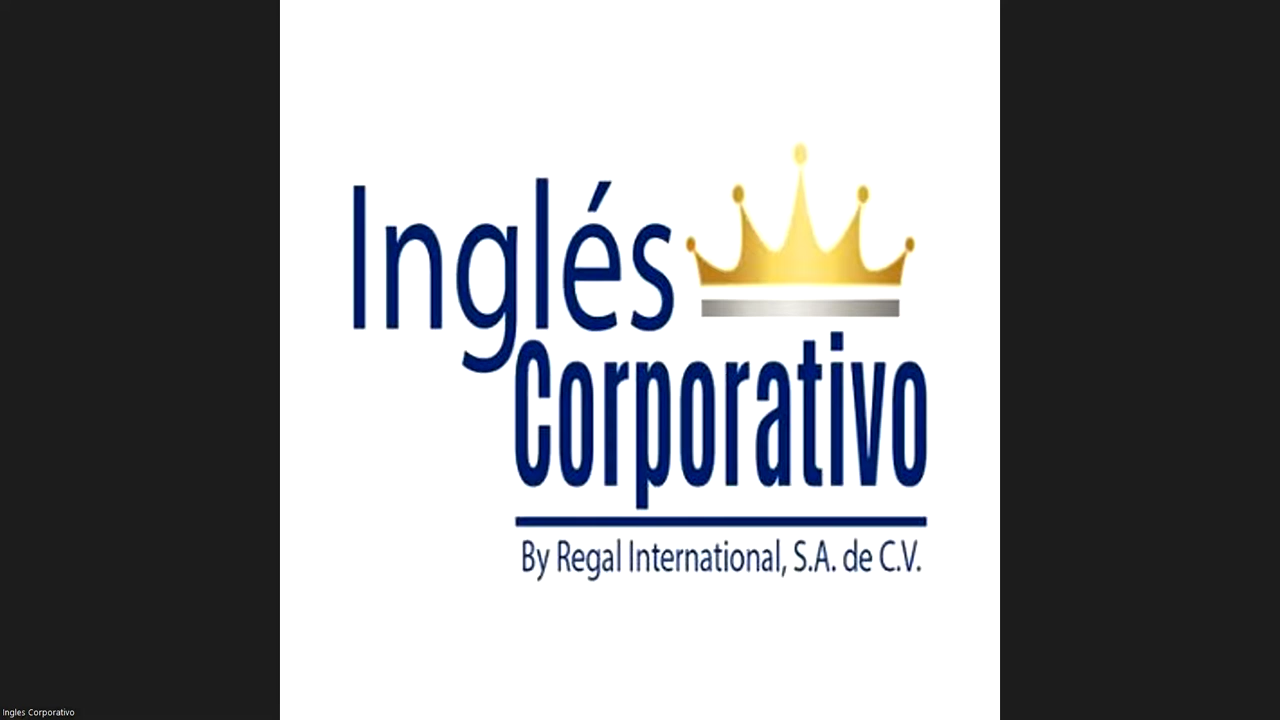 Inglés
Corporativo
By Regal International, S.A. de C.V.
Ingles Corporativo